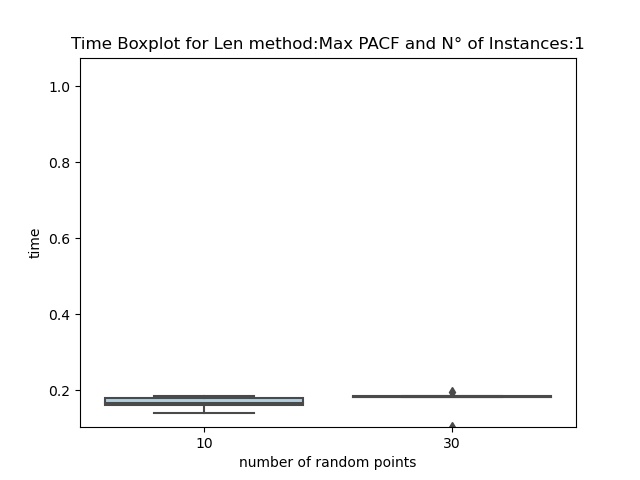 Time Boxplot for Len method:Max PACF and N° of Instances:1
1.0
0.8
0.6
0.4
0.2
time
10 30
number of random points